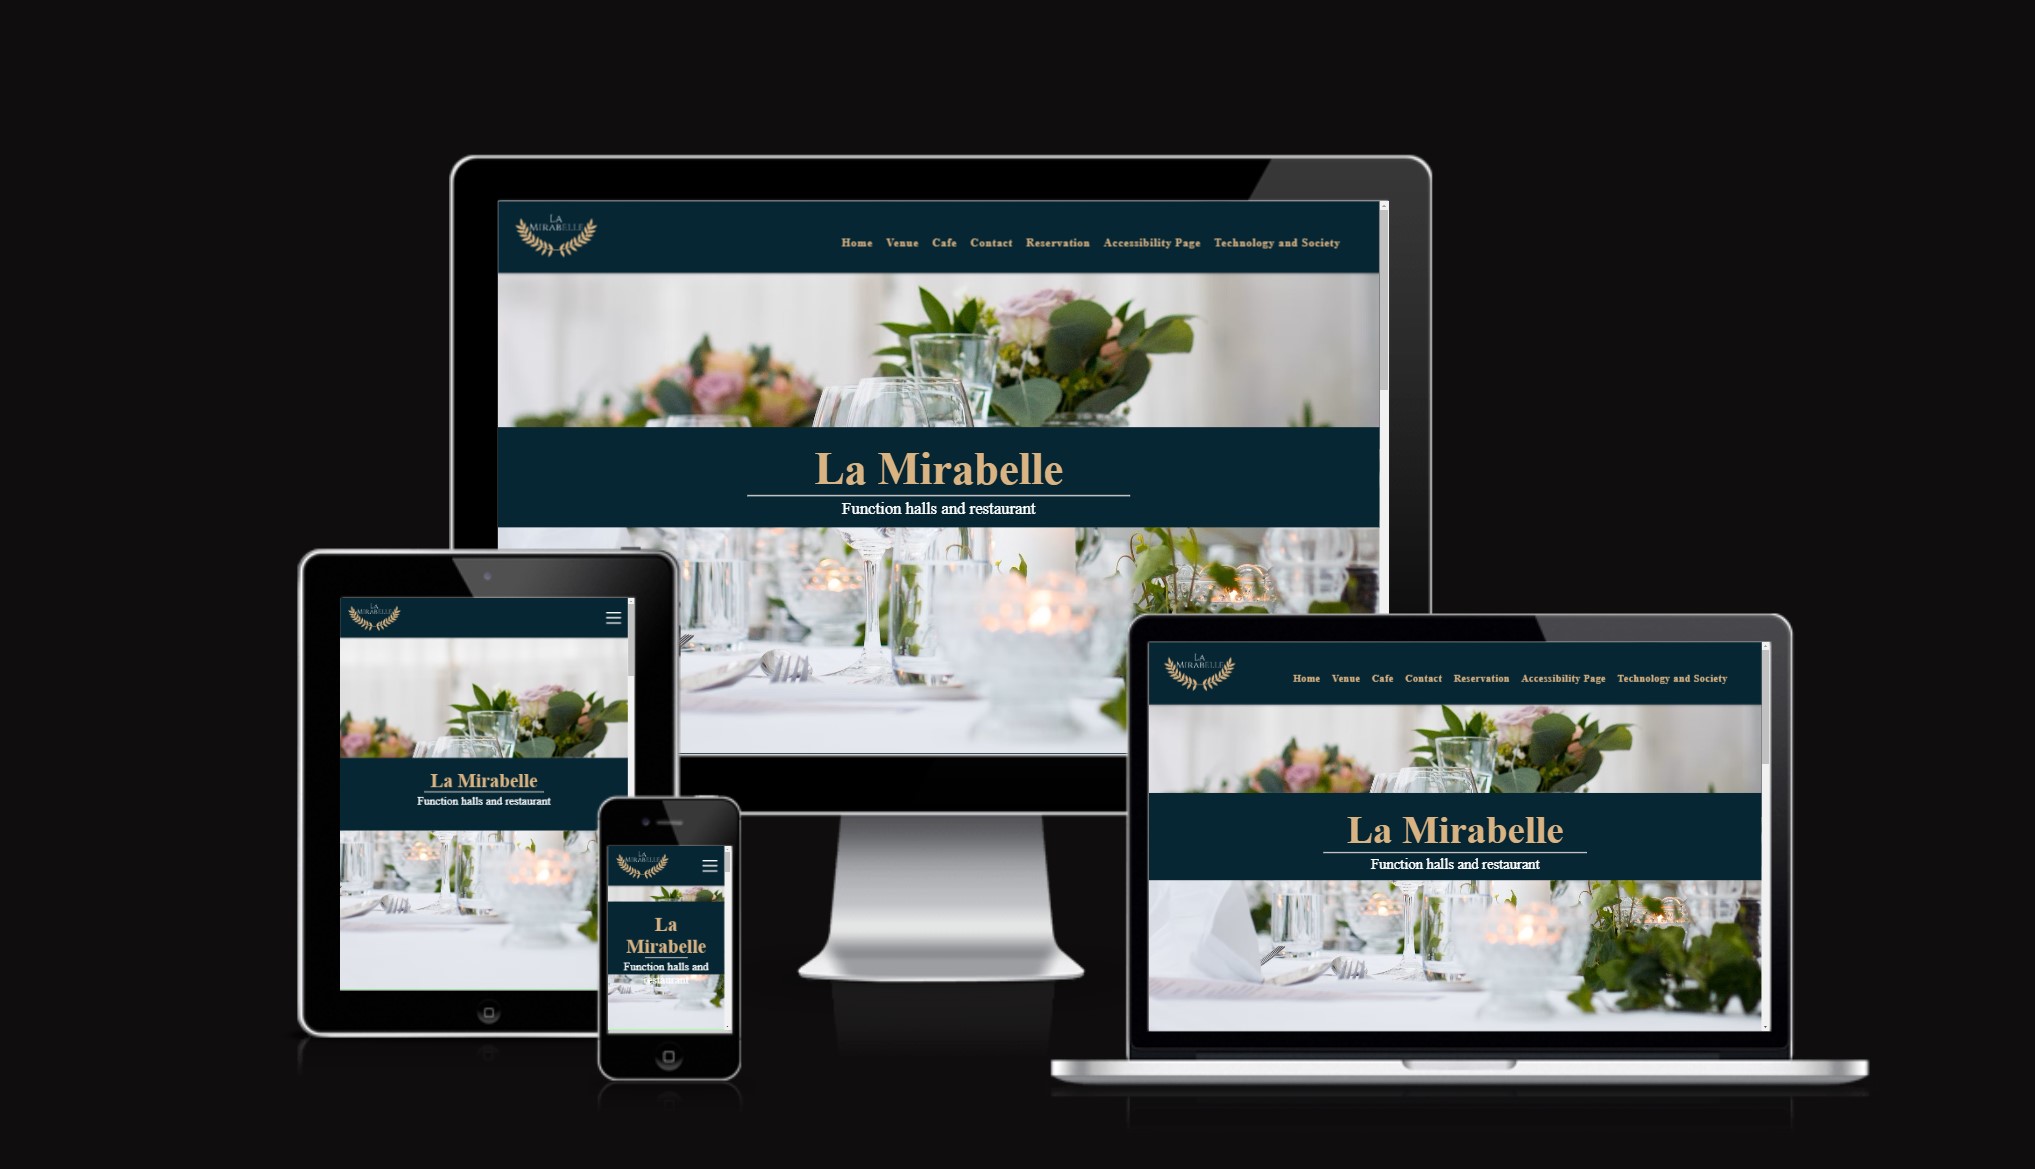 LA
MIRABELLE
Home Venue Cafe Contact Reservation Accessibility Page Technology and Society
La Mirabelle
Function halls and restaurant
LA
MIRABELLE
La Mirabelle
Function halls and restaurant
LA
MIRABELLE
La
Mirabelle
Function halls and
restaurant
LA
MIRABELLE
Home Venue Cafe Contact Reservation Accessibility Page Technology and Society
La Mirabelle
Function halls and restaurant